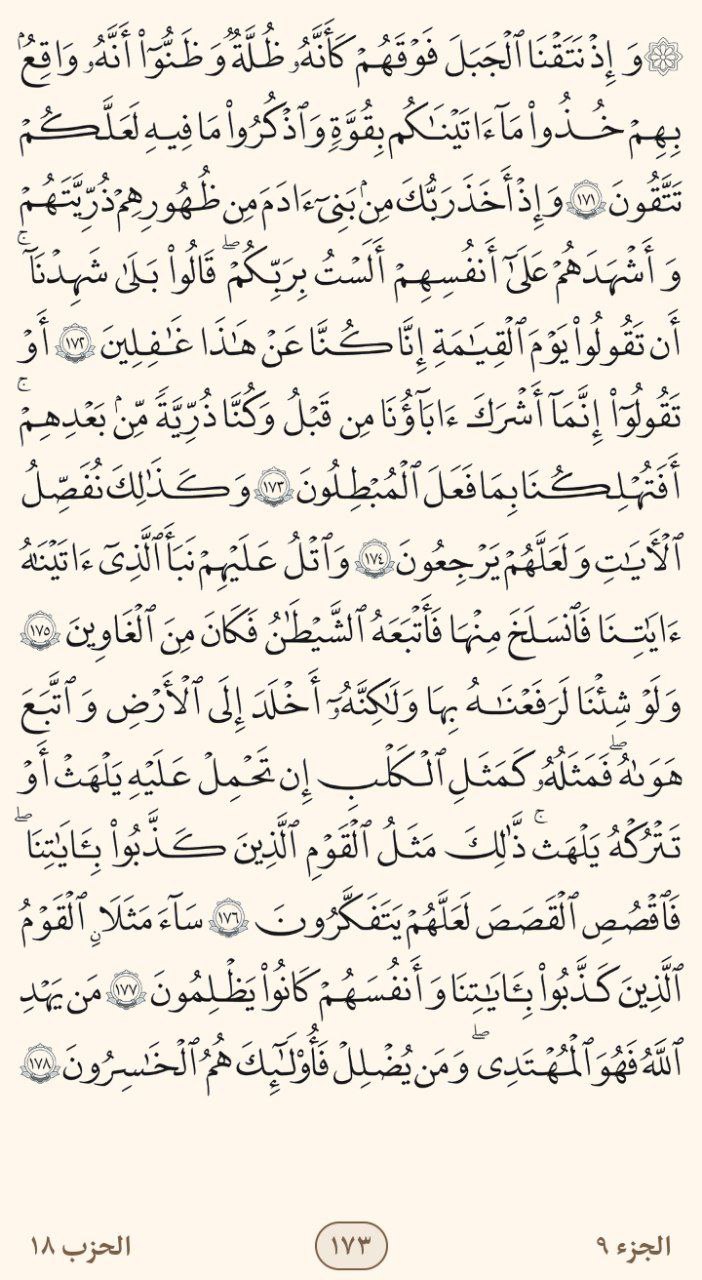 ۞ وَإِذْ نَتَقْنَا ٱلْجَبَلَ فَوْقَهُمْ كَأَنَّهُۥ ظُلَّةٌ وَظَنُّوٓا۟ أَنَّهُۥ وَاقِعٌۢ
بِهِمْ خُذُوا۟ مَآ ءَاتَيْنَـٰكُم بِقُوَّةٍ وَٱذْكُرُوا۟ مَا فِيهِ لَعَلَّكُمْ
تَتَّقُونَ ١٧١ وَإِذْ أَخَذَ رَبُّكَ مِنۢ بَنِىٓ ءَادَمَ مِن ظُهُورِهِمْ ذُرِّيَّتَهُمْ
وَأَشْهَدَهُمْ عَلَىٰٓ أَنفُسِهِمْ أَلَسْتُ بِرَبِّكُمْ ۖ قَالُوا۟ بَلَىٰ شَهِدْنَآ ۚ
أَن تَقُولُوا۟ يَوْمَ ٱلْقِيَـٰمَةِ إِنَّا كُنَّا عَنْ هَـٰذَا غَـٰفِلِينَ ١٧٢ أَوْ
تَقُولُوٓا۟ إِنَّمَآ أَشْرَكَ ءَابَآؤُنَا مِن قَبْلُ وَكُنَّا ذُرِّيَّةً مِّنۢ بَعْدِهِمْ ۚ
أَفَتُهْلِكُنَا بِمَا فَعَلَ ٱلْمُبْطِلُونَ ١٧٣ وَكَذَٰلِكَ نُفَصِّلُ
ٱلْـَٔايَـٰتِ وَلَعَلَّهُمْ يَرْجِعُونَ ١٧٤ وَٱتْلُ عَلَيْهِمْ نَبَأَ ٱلَّذِىٓ ءَاتَيْنَـٰهُ
ءَايَـٰتِنَا فَٱنسَلَخَ مِنْهَا فَأَتْبَعَهُ ٱلشَّيْطَـٰنُ فَكَانَ مِنَ ٱلْغَاوِينَ ١٧٥
وَلَوْ شِئْنَا لَرَفَعْنَـٰهُ بِهَا وَلَـٰكِنَّهُۥٓ أَخْلَدَ إِلَى ٱلْأَرْضِ وَٱتَّبَعَ
هَوَىٰهُ ۖ فَمَثَلُهُۥ كَمَثَلِ ٱلْكَلْبِ إِن تَحْمِلْ عَلَيْهِ يَلْهَثْ أَوْ
تَتْرُكْهُ يَلْهَث ۚ ذَّٰلِكَ مَثَلُ ٱلْقَوْمِ ٱلَّذِينَ كَذَّبُوا۟ بِـَٔايَـٰتِنَا ۖ
فَٱقْصُصِ ٱلْقَصَصَ لَعَلَّهُمْ يَتَفَكَّرُونَ ١٧٦ سَآءَ مَثَلًا ٱلْقَوْمُ
ٱلَّذِينَ كَذَّبُوا۟ بِـَٔايَـٰتِنَا وَأَنفُسَهُمْ كَانُوا۟ يَظْلِمُونَ ١٧٧ مَن يَهْدِ
ٱللَّهُ فَهُوَ ٱلْمُهْتَدِى ۖ وَمَن يُضْلِلْ فَأُو۟لَـٰٓئِكَ هُمُ ٱلْخَـٰسِرُونَ ١٧٨
الجزء ٩ ١٧٣ الحزب ١٨